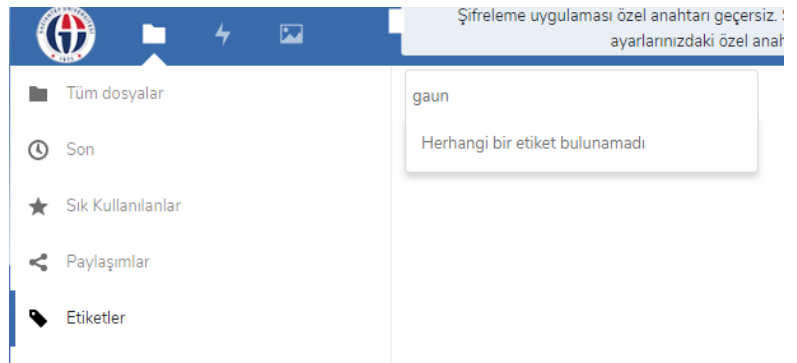 Şifreleme uygulaması özel anahtarı geçersiz.
ayarlarınızdaki özel
Tüm dosyalar
gaun
Herhangi bir etiket bulunamadı
Son
Sık Kullanılanlar
Paylaşımlar
Etiketler